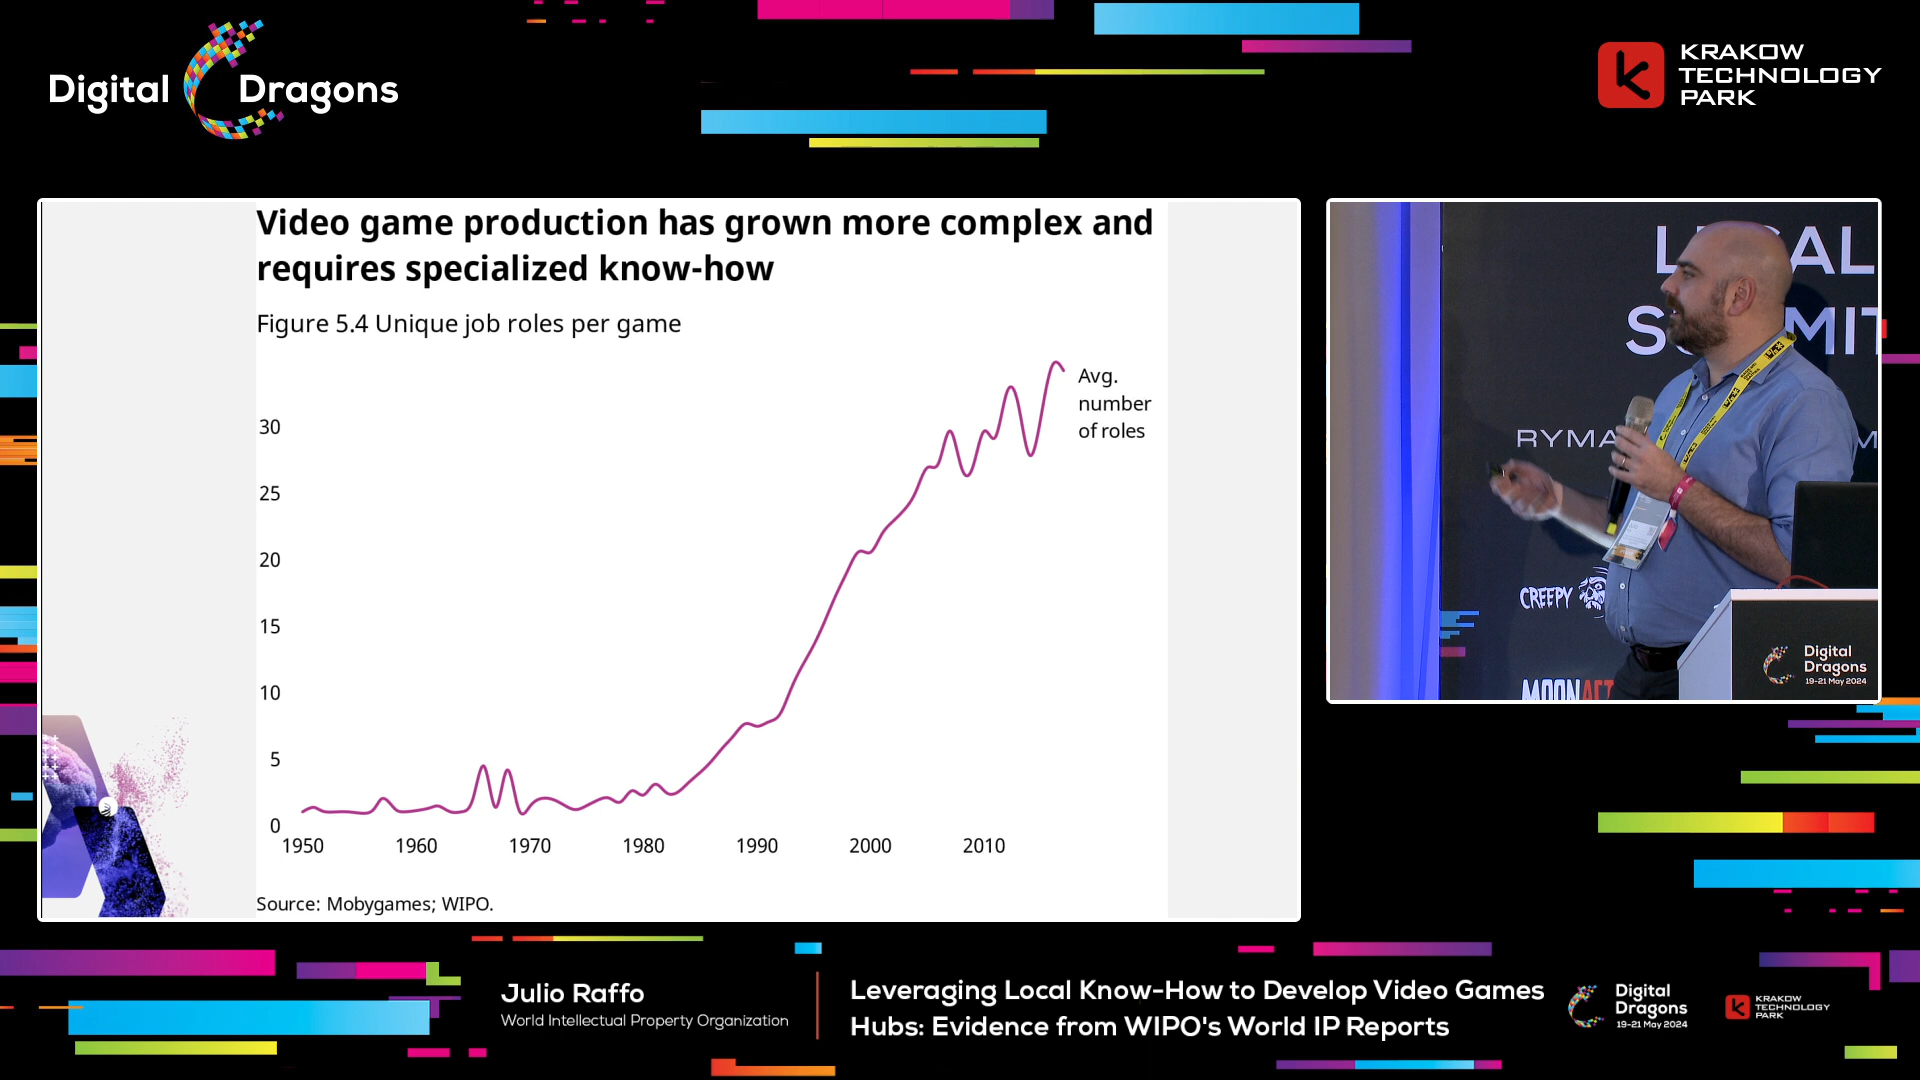 Digital Dragons
KRAKOW
TECHNOLOGY
PARK
Video game production has grown more complex and
requires specialized know-how
Figure 5.4 Unique job roles per game
Avg.
number
of roles
30
25
20
15
10
5
0
1950 1960 1970 1980 1990 2000 2010
Source: Mobygames; WIPO.
CREEPY
Digital
Dragons
19-21 May 2024
Julio Raffo
World Intellectual Property Organization
Leveraging Local Know-How to Develop Video Games
Hubs: Evidence from WIPO's World IP Reports
Digital
Dragons
19-21 May 2024
KRAKOW
TECHNOLOGY
PARK